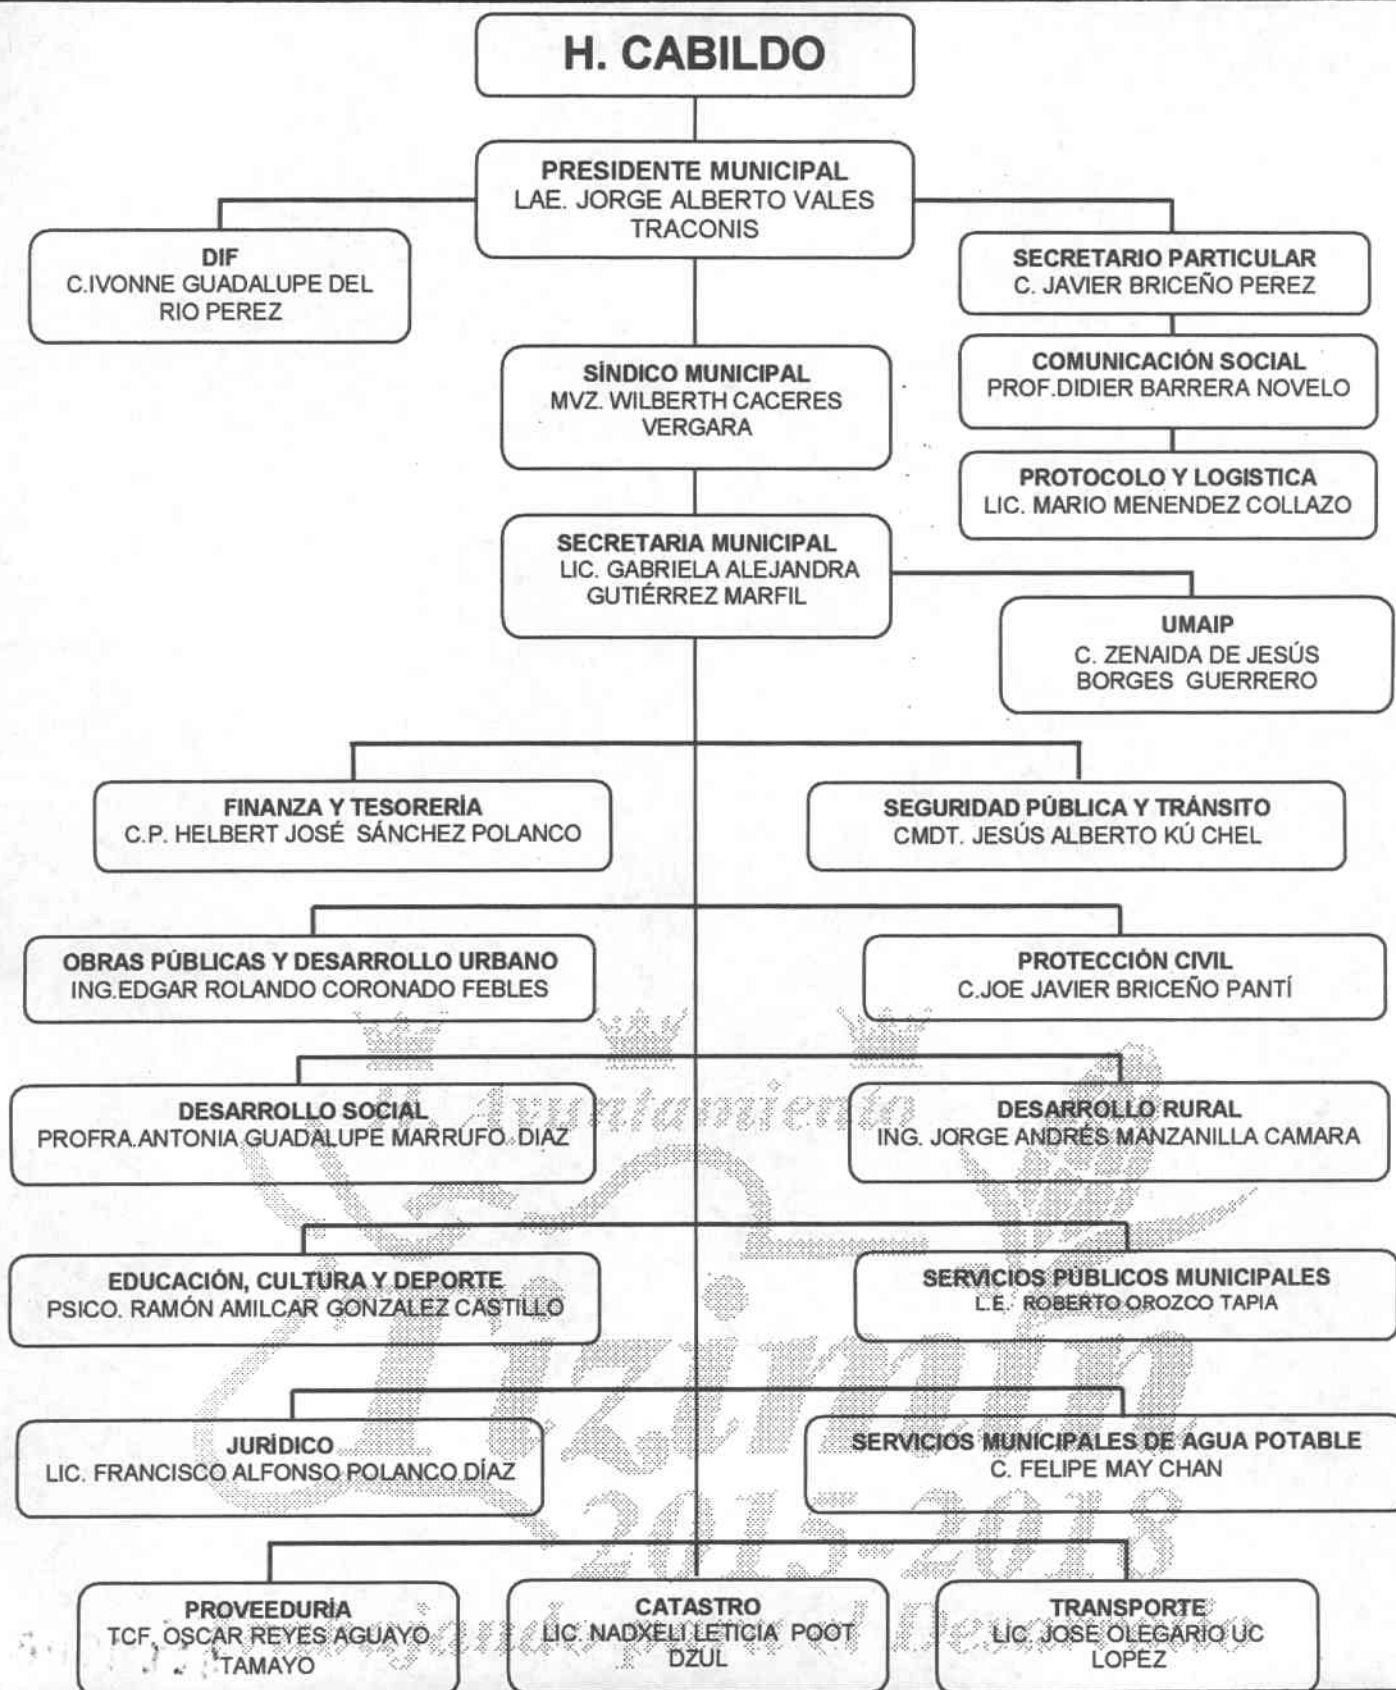 H. CABILDO
PRESIDENTE MUNICIPAL
LAE. JORGE ALBERTO VALES
TRACONIS
DIF
C.IVONNE GUADALUPE DEL
RIO PEREZ
SECRETARIO PARTICULAR
C. JAVIER BRICEÑO PEREZ
COMUNICACIÓN SOCIAL
PROF.DIDIER BARRERA NOVELO
PROTOCOLO Y LOGISTICA
LIC. MARIO MENENDEZ COLLAZO
SÍNDICO MUNICIPAL
MVZ. WILBERTH CACERES
VERGARA
SECRETARIA MUNICIPAL
LIC. GABRIELA ALEJANDRA
GUTIÉRREZ MARFIL
UMAIP
C. ZENAIDA DE JESÚS
BORGES GUERRERO
FINANZA Y TESORERÍA
C.P. HELBERT JOSÉ SÁNCHEZ POLANCO
SEGURIDAD PÚBLICA Y TRÁNSITO
CMDT. JESÚS ALBERTO KÚ CHEL
OBRAS PÚBLICAS Y DESARROLLO URBANO
ING.EDGAR ROLANDO CORONADO FEBLES
PROTECCIÓN CIVIL
C.JOE JAVIER BRICEÑO PANTÍ
DESARROLLO SOCIAL
PROFRA.ANTONIA GUADALUPE MARRUFO DIAZ
DESARROLLO RURAL
ING. JORGE ANDRÉS MANZANILLA CAMARA
EDUCACIÓN, CULTURA Y DEPORTE
PSICO. RAMÓN AMILCAR GONZALEZ CASTILLO
SERVICIOS PÚBLICOS MUNICIPALES
L.E. ROBERTO OROZCO TAPIA
JURÍDICO
LIC. FRANCISCO ALFONSO POLANCO DÍAZ
SERVICIOS MUNICIPALES DE AGUA POTABLE
C. FELIPE MAY CHAN
PROVEEDURÍA
TCF. OSCAR REYES AGUAYO
TAMAYO
CATASTRO
LIC. NADXELI LETICIA POOT
DZUL
TRANSPORTE
LIC. JOSE OLEGARIO UC
LOPEZ
H. Ayuntamiento
Tizimín
2015-2018